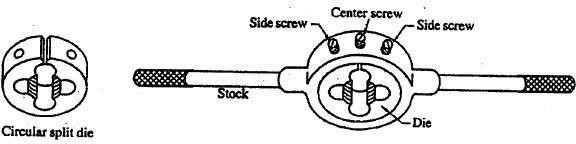 Center screw
Side screw
Side screw
Stock
Die
Circular split die